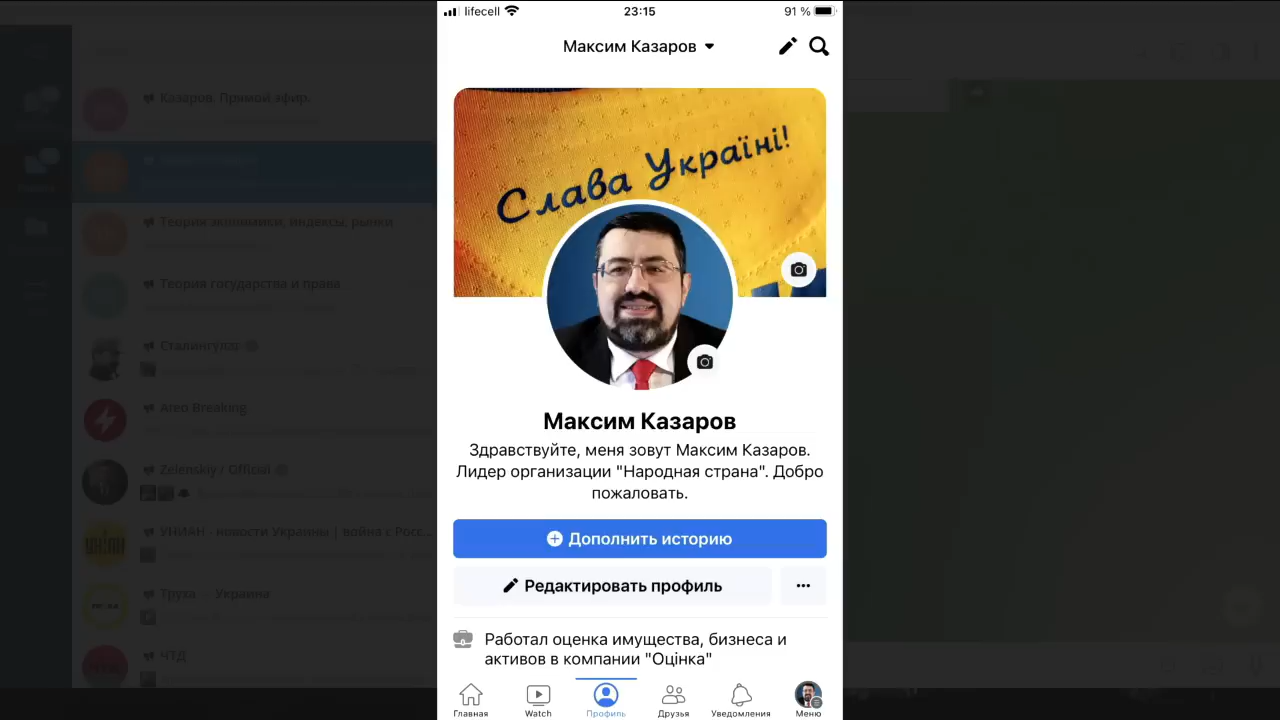 lifecell
23:15
91 %
Максим Казаров
Слава Україні!
Максим Казаров
Здравствуйте, меня зовут Максим Казаров.
Лидер организации "Народная страна". Добро
пожаловать.
Дополнить историю
Редактировать профиль
Работал оценка имущества, бизнеса и
активов в компании "Оцінка"
Главная
Watch
Профиль
Друзья
Уведомления
Меню
Казаров. Прямой эфир.
Теория экономики, индексы, рынки
Теория государства и права
Сталингулаг
Areo Breaking
Zelenskiy / Official
УНИАН - новости Украины | война с Росс...
Труха Украина
ЧТД